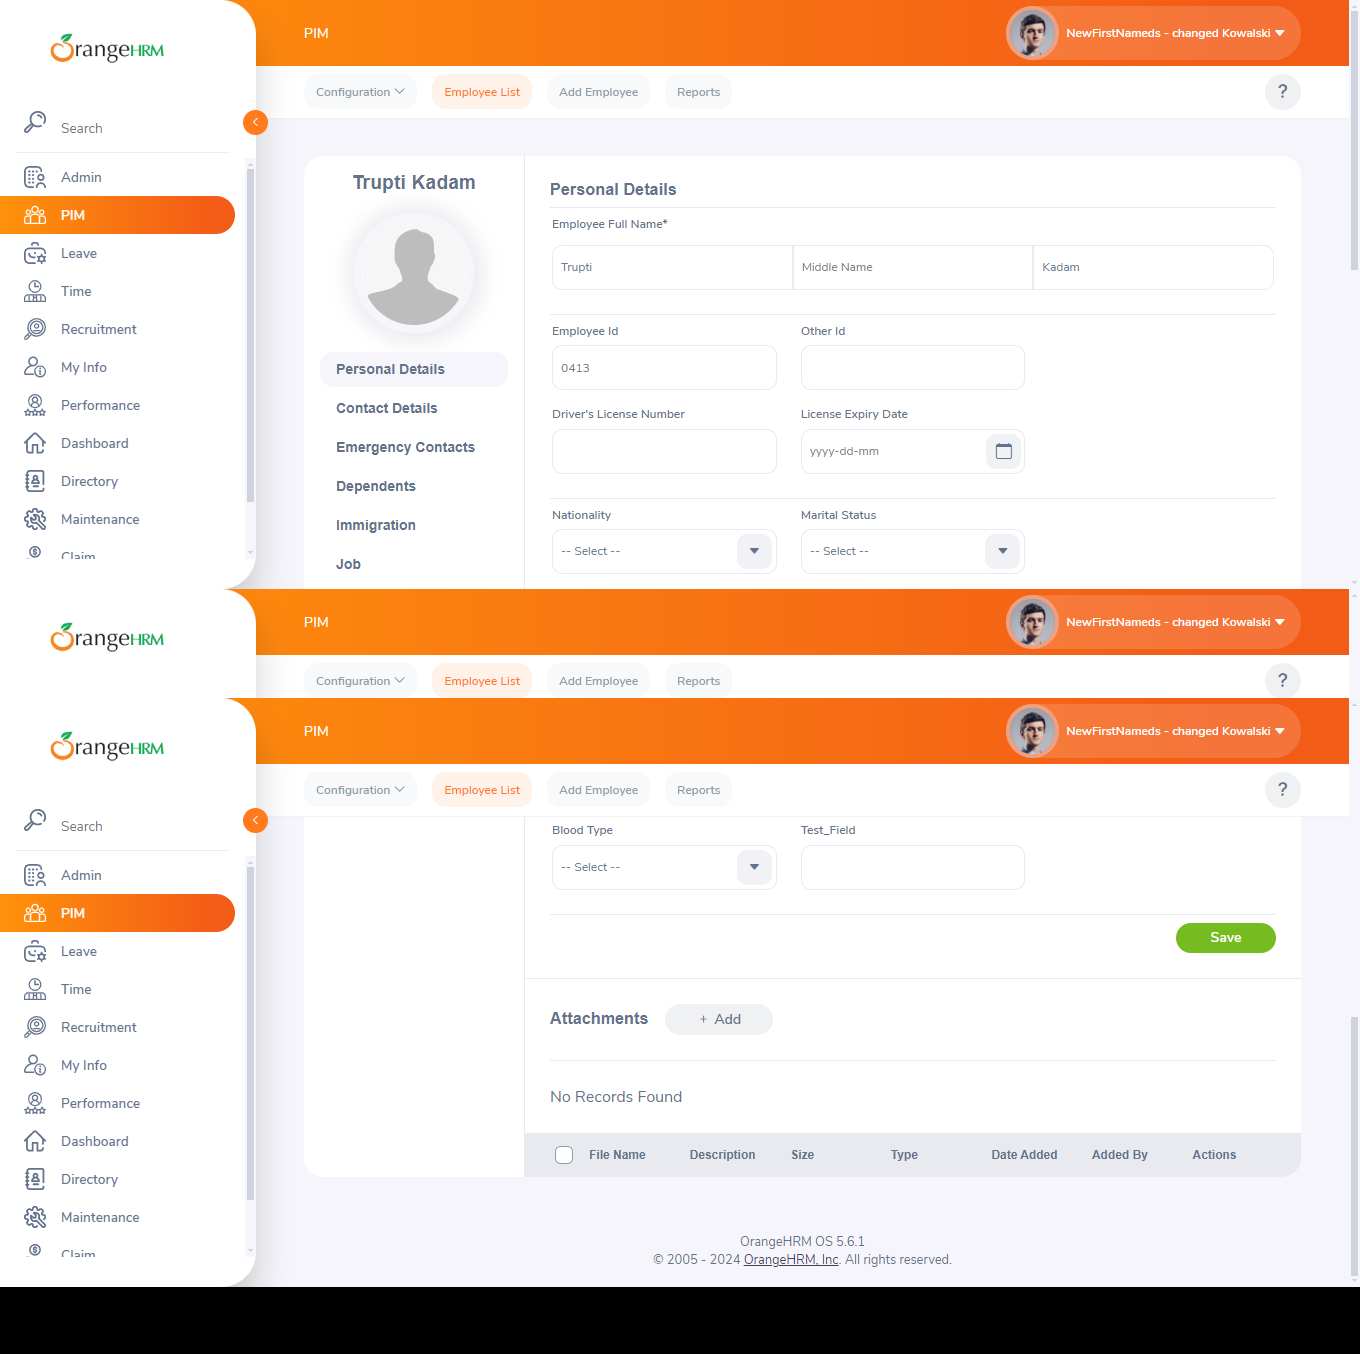 OrangeHRM
PIM
NewFirstNameds - changed Kowalski
Search
Configuration
Employee List
Add Employee
Reports
?
Admin
PIM
Leave
Time
Recruitment
My Info
Performance
Dashboard
Directory
Maintenance
Claim
Trupti Kadam
Personal Details
Contact Details
Emergency Contacts
Dependents
Immigration
Job
Personal Details
Employee Full Name*
Trupti
Middle Name
Kadam
Employee Id
Other Id
0413
Driver's License Number
License Expiry Date
yyyy-dd-mm
Nationality
Marital Status
-- Select --
-- Select --
OrangeHRM
PIM
NewFirstNameds - changed Kowalski
Configuration
Employee List
Add Employee
Reports
?
OrangeHRM
PIM
NewFirstNameds - changed Kowalski
Search
Configuration
Employee List
Add Employee
Reports
?
Admin
PIM
Leave
Time
Recruitment
My Info
Performance
Dashboard
Directory
Maintenance
Claim
Blood Type
Test_Field
-- Select --
Save
Attachments
+ Add
No Records Found
File Name
Description
Size
Type
Date Added
Added By
Actions
OrangeHRM OS 5.6.1
© 2005 - 2024 OrangeHRM, Inc. All rights reserved.